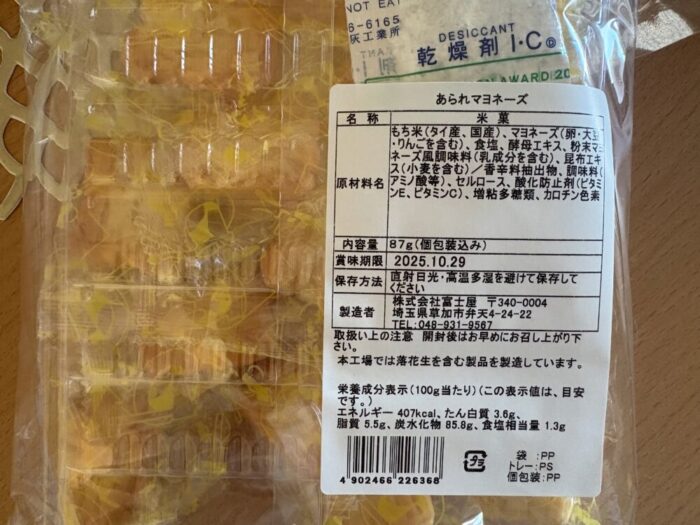 NOT EAT
6-6165
灰工業所
DESICCANT
乾燥剤 I・C
AWARD 20
あられマヨネーズ
名 称 米 菓
原材料名 もち米(タイ産、国産)、マヨネーズ(卵・大豆
・りんごを含む)、食塩、酵母エキス、粉末マヨ
ネーズ風調味料(乳成分を含む)、昆布エキ
ス(小麦を含む)／香辛料抽出物、調味料(
アミノ酸等)、セルロース、酸化防止剤(ビタミ
ンE、ビタミンC)、増粘多糖類、カロチン色素
内容量 87g(個包装込み)
賞味期限 2025.10.29
保存方法 直射日光・高温多湿を避けて保存して
ください
製造者 株式会社富士屋 〒340-0004
埼玉県草加市弁天4-24-22
TEL:048-931-9567
取扱い上の注意 開封後はお早めにお召し上がり下さい。
本工場では落花生を含む製品を製造しています。
栄養成分表示(100g当たり)(この表示値は、目安
です。)
エネルギー 407kcal、たん白質 3.6g、
脂質 5.5g、炭水化物 85.8g、食塩相当量 1.3g
4 902466 226368
プラ
袋 :PP
トレー:PS
個包装:PP